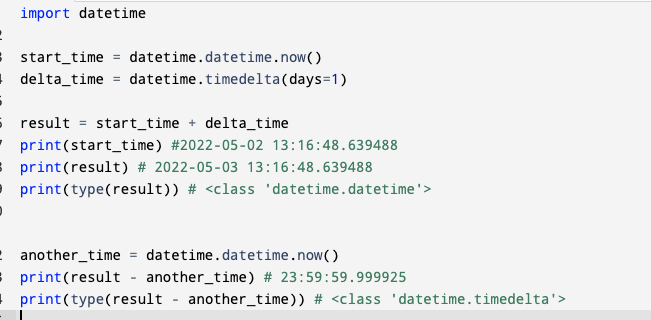 import datetime
start_time = datetime.datetime.now()
delta_time = datetime.timedelta(days=1)
result = start_time + delta_time
print(start_time) #2022-05-02 13:16:48.639488
print(result) # 2022-05-03 13:16:48.639488
print(type(result)) # <class 'datetime.datetime'>
another_time = datetime.datetime.now()
print(result - another_time) # 23:59:59.999925
print(type(result - another_time)) # <class 'datetime.timedelta'>